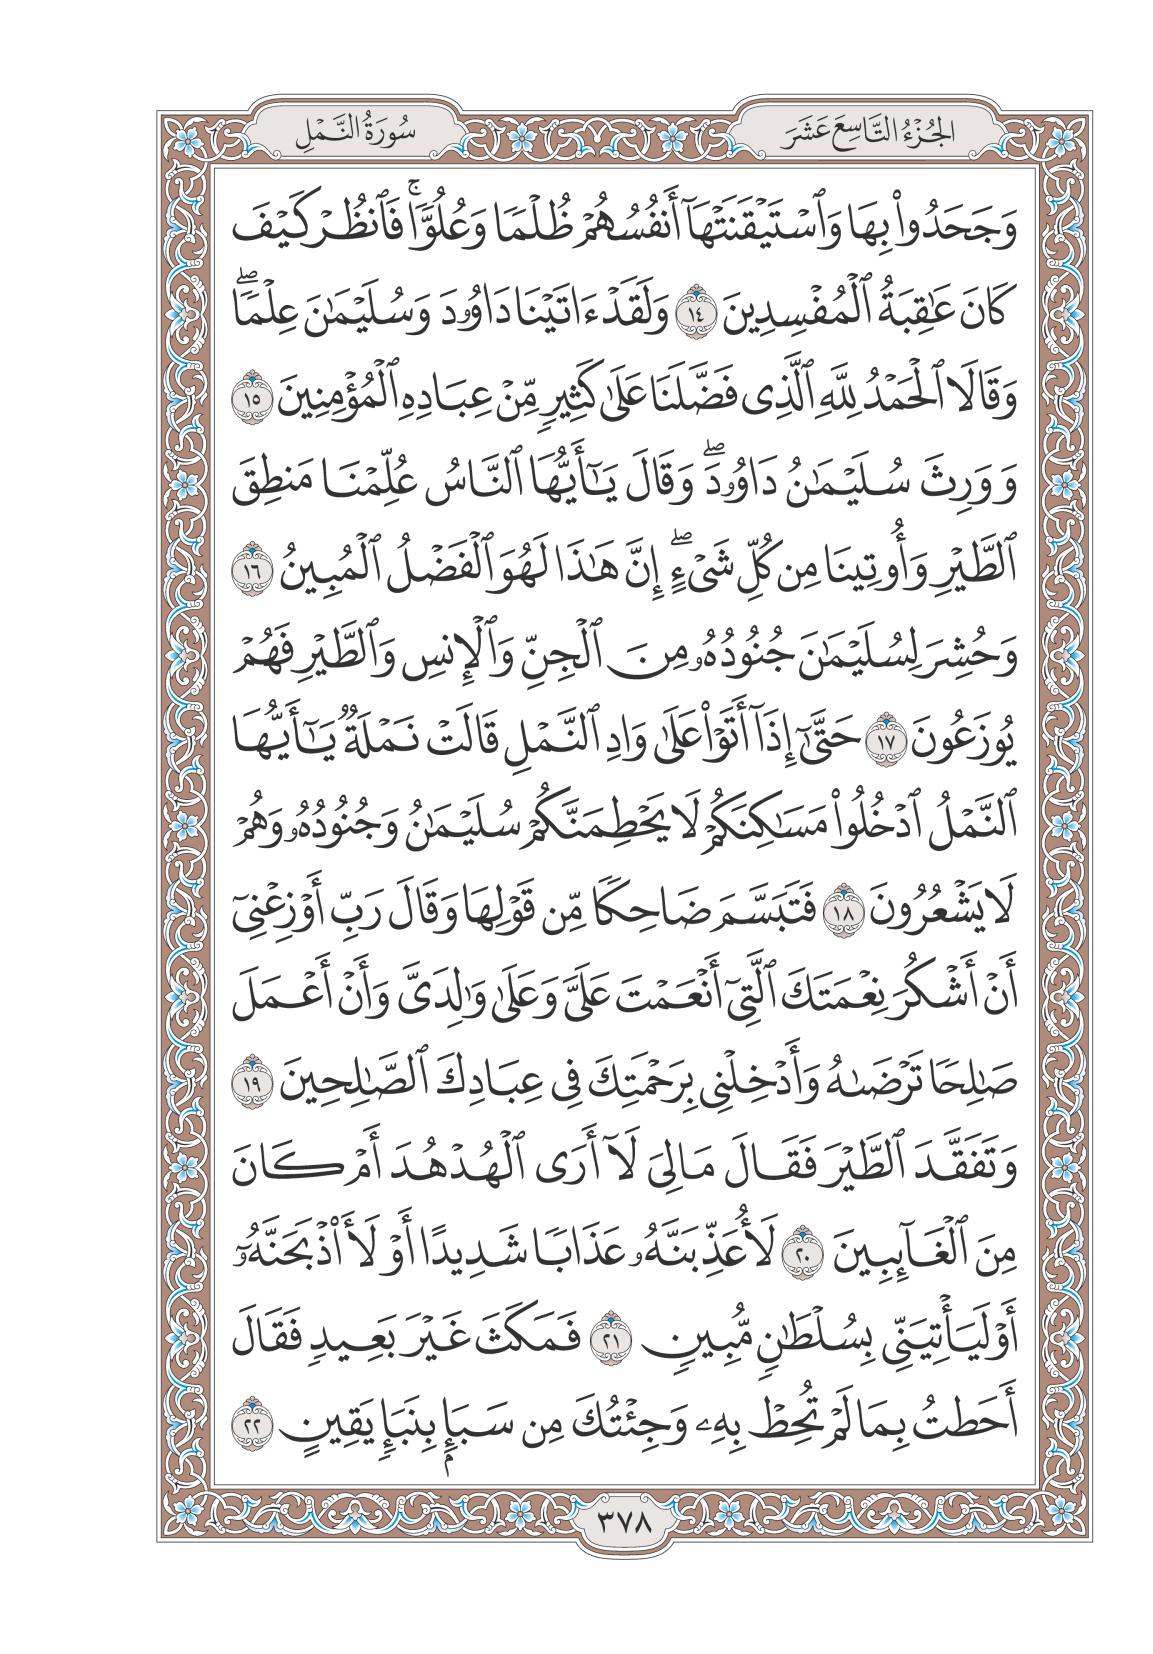 الجُزْءُ التَّاسِعَ عَشَرَ
سُورَةُ النَّمْلِ
وَجَحَدُوا۟ بِهَا وَٱسْتَيْقَنَتْهَآ أَنفُسُهُمْ ظُلْمًا وَعُلُوًّا ۚ فَٱنظُرْ كَيْفَ
كَانَ عَـٰقِبَةُ ٱلْمُفْسِدِينَ ١٤ وَلَقَدْ ءَاتَيْنَا دَاوُۥدَ وَسُلَيْمَـٰنَ عِلْمًا ۖ
وَقَالَا ٱلْحَمْدُ لِلَّهِ ٱلَّذِى فَضَّلَنَا عَلَىٰ كَثِيرٍ مِّنْ عِبَادِهِ ٱلْمُؤْمِنِينَ ١٥
وَوَرِثَ سُلَيْمَـٰنُ دَاوُۥدَ ۖ وَقَالَ يَـٰٓأَيُّهَا ٱلنَّاسُ عُلِّمْنَا مَنطِقَ
ٱلطَّيْرِ وَأُوتِينَا مِن كُلِّ شَىْءٍ ۖ إِنَّ هَـٰذَا لَهُوَ ٱلْفَضْلُ ٱلْمُبِينُ ١٦
وَحُشِرَ لِسُلَيْمَـٰنَ جُنُودُهُۥ مِنَ ٱلْجِنِّ وَٱلْإِنسِ وَٱلطَّيْرِ فَهُمْ
يُوزَعُونَ ١٧ حَتَّىٰٓ إِذَآ أَتَوْا۟ عَلَىٰ وَادِ ٱلنَّمْلِ قَالَتْ نَمْلَةٌ يَـٰٓأَيُّهَا
ٱلنَّمْلُ ٱدْخُلُوا۟ مَسَـٰكِنَكُمْ لَا يَحْطِمَنَّكُمْ سُلَيْمَـٰنُ وَجُنُودُهُۥ وَهُمْ
لَا يَشْعُرُونَ ١٨ فَتَبَسَّمَ ضَاحِكًا مِّن قَوْلِهَا وَقَالَ رَبِّ أَوْزِعْنِىٓ
أَنْ أَشْكُرَ نِعْمَتَكَ ٱلَّتِىٓ أَنْعَمْتَ عَلَىَّ وَعَلَىٰ وَٰلِدَىَّ وَأَنْ أَعْمَلَ
صَـٰلِحًا تَرْضَىٰهُ وَأَدْخِلْنِى بِرَحْمَتِكَ فِى عِبَادِكَ ٱلصَّـٰلِحِينَ ١٩
وَتَفَقَّدَ ٱلطَّيْرَ فَقَالَ مَالِىَ لَآ أَرَى ٱلْهُدْهُدَ أَمْ كَانَ
مِنَ ٱلْغَآئِبِينَ ٢٠ لَأُعَذِّبَنَّهُۥ عَذَابًا شَدِيدًا أَوْ لَأَا۟ذْبَحَنَّهُۥٓ
أَوْ لَيَأْتِيَنِّى بِسُلْطَـٰنٍ مُّبِينٍ ٢١ فَمَكَثَ غَيْرَ بَعِيدٍ فَقَالَ
أَحَطتُ بِمَا لَمْ تُحِطْ بِهِۦ وَجِئْتُكَ مِن سَبَإٍۭ بِنَبَإٍ يَقِينٍ ٢٢
٣٧٨